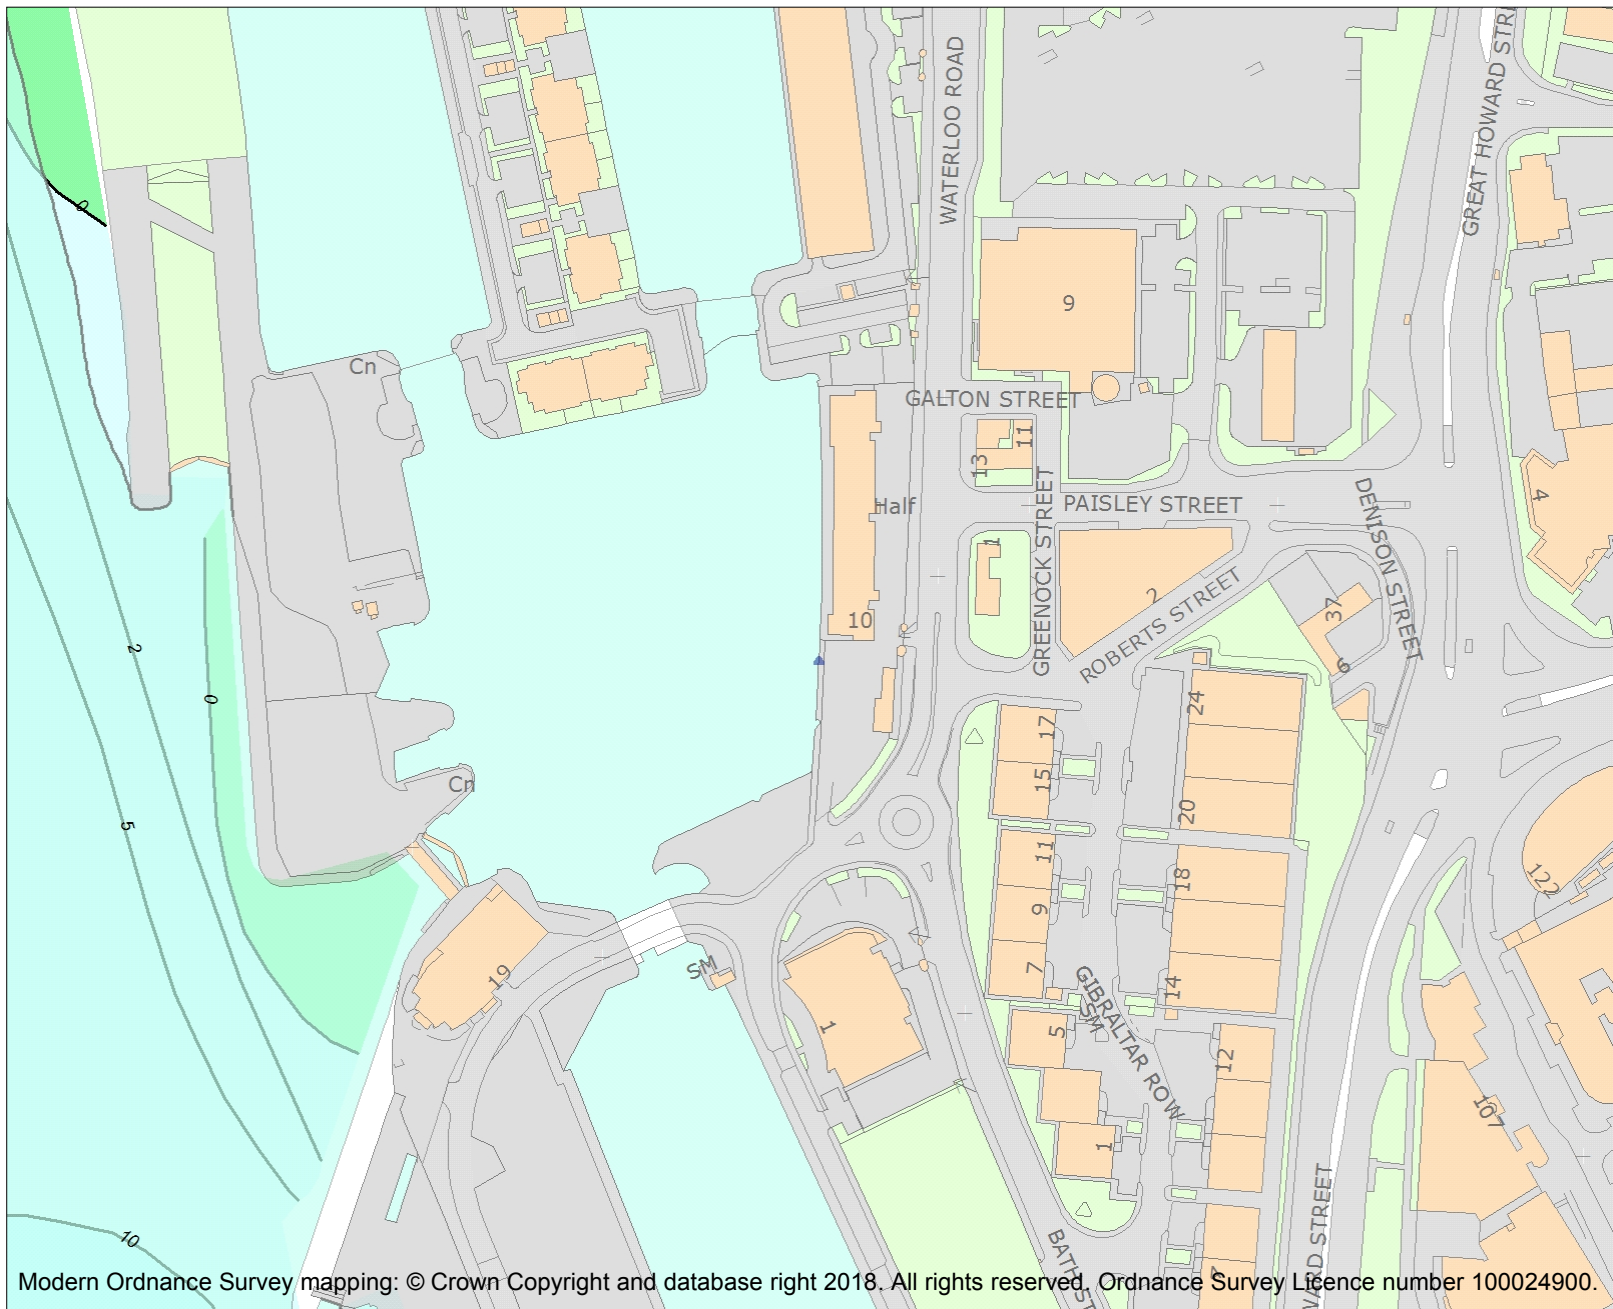 WATERLOO ROAD
GREAT HOWARD STRE
0
9
Cn
GALTON STREET
11
13
Half
GREENOCK STREET
PAISLEY STREET
DENISON STREET
4
1
2
ROBERTS STREET
37
6
10
2
0
5
24
17
15
20
Cn
11
18
122
9
7
14
19
SM
1
GIBRALTAR ROW
SM
5
12
107
1
10
BATH ST
WARD STREET
Modern Ordnance Survey mapping: © Crown Copyright and database right 2018. All rights reserved. Ordnance Survey Licence number 100024900.